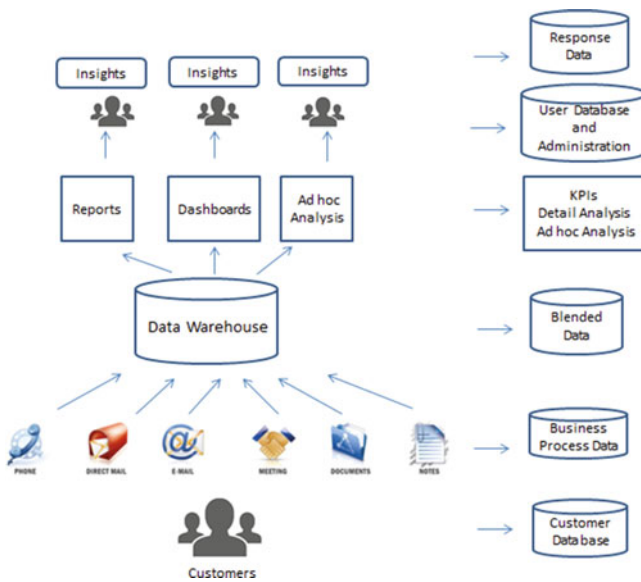 Response
Data
Insights
Insights
Insights
User Database
and
Administration
Reports
Dashboards
Ad hoc
Analysis
KPIs
Detail Analysis
Ad hoc Analysis
Data Warehouse
Blended
Data
Business
Process Data
PHONE
DIRECT MAIL
E-MAIL
MEETING
DOCUMENTS
NOTES
Customer
Database
Customers